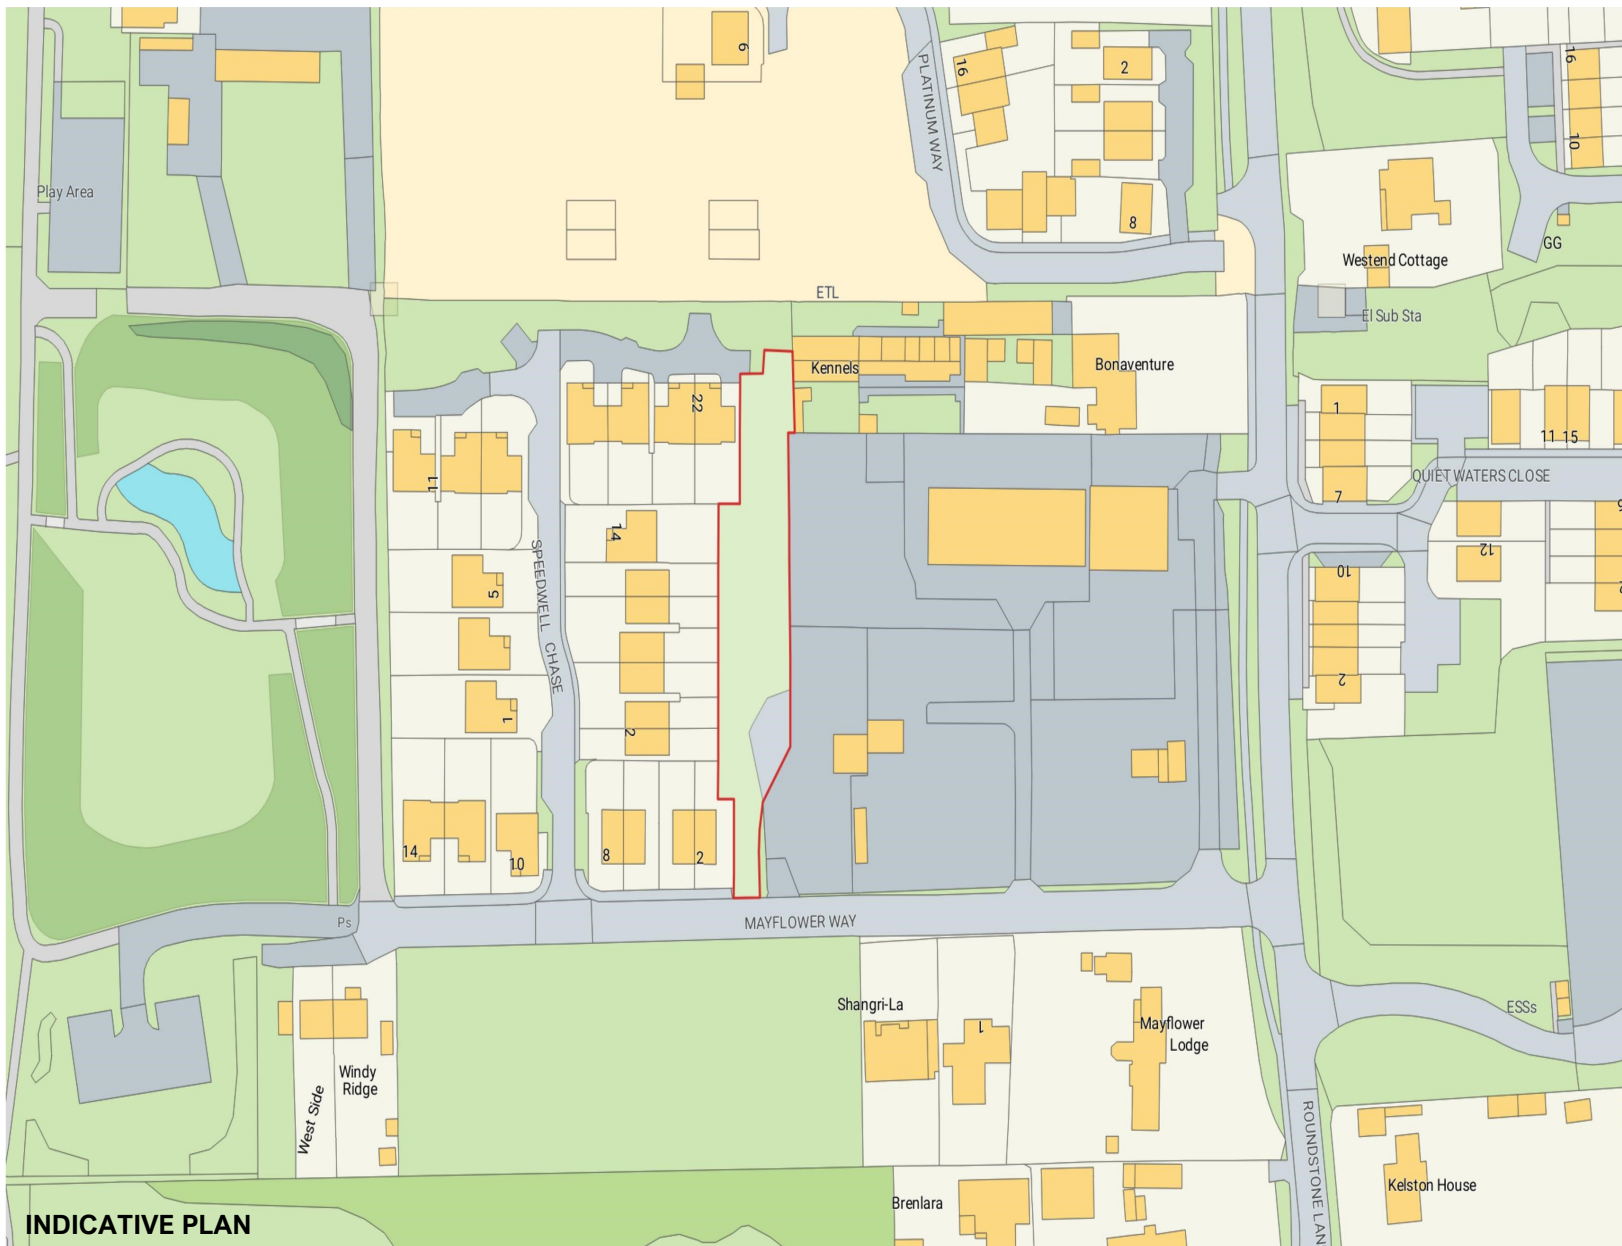 6
16
PLATINUM WAY
2
8
16
10
Play Area
GG
Westend Cottage
ETL
El Sub Sta
Kennels
Bonaventure
22
1
11 15
11
QUIET WATERS CLOSE
7
14
12
SPEEDWELL CHASE
10
5
1
2
2
14
10
8
2
Ps
MAYFLOWER WAY
Shangri-La
1
Mayflower
Lodge
ESSs
Windy
Ridge
West Side
ROUNDSTONE LAN
Kelston House
Brenlara
INDICATIVE PLAN